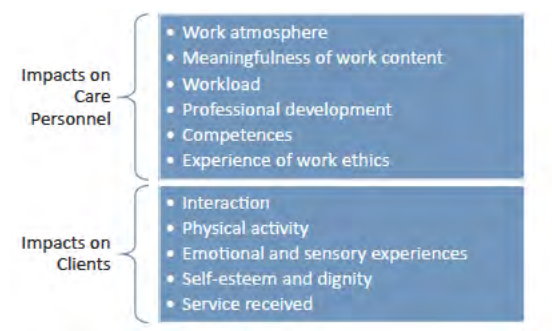 Impacts on
Care
Personnel
• Work atmosphere
• Meaningfulness of work content
• Workload
• Professional development
• Competences
• Experience of work ethics
Impacts on
Clients
• Interaction
• Physical activity
• Emotional and sensory experiences
• Self-esteem and dignity
• Service received